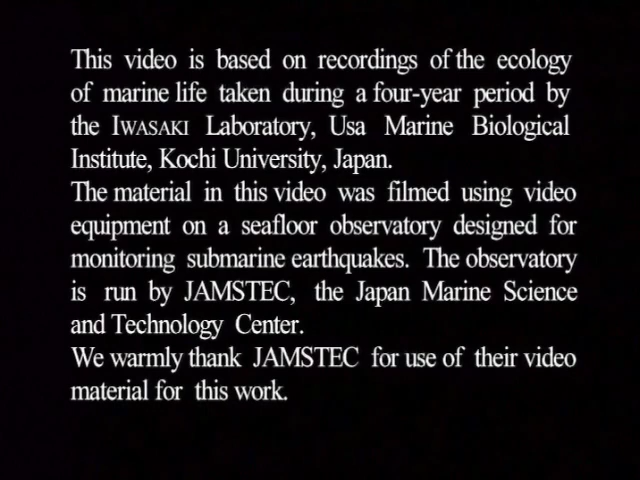 This video is based on recordings of the ecology
of marine life taken during a four-year period by
the IWASAKI Laboratory, Usa Marine Biological
Institute, Kochi University, Japan.
The material in this video was filmed using video
equipment on a seafloor observatory designed for
monitoring submarine earthquakes. The observatory
is run by JAMSTEC, the Japan Marine Science
and Technology Center.
We warmly thank JAMSTEC for use of their video
material for this work.